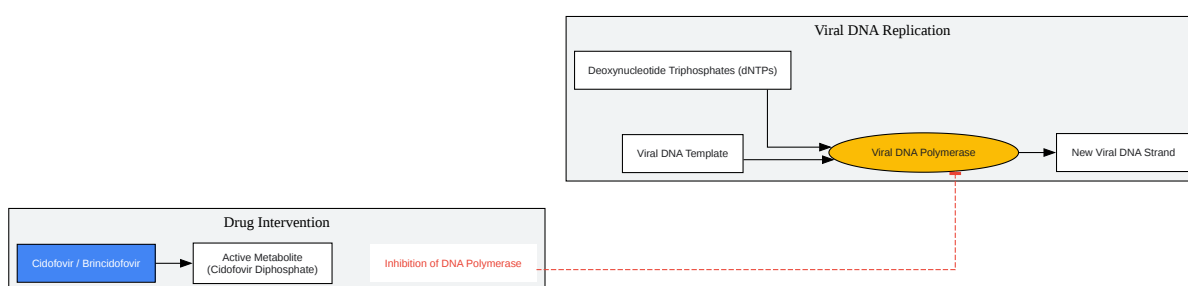 Viral DNA Replication
Deoxynucleotide Triphosphates (dNTPs)
Viral DNA Template
Viral DNA Polymerase
New Viral DNA Strand
Drug Intervention
Cidofovir / Brincidofovir
Active Metabolite
(Cidofovir Diphosphate)
Inhibition of DNA Polymerase